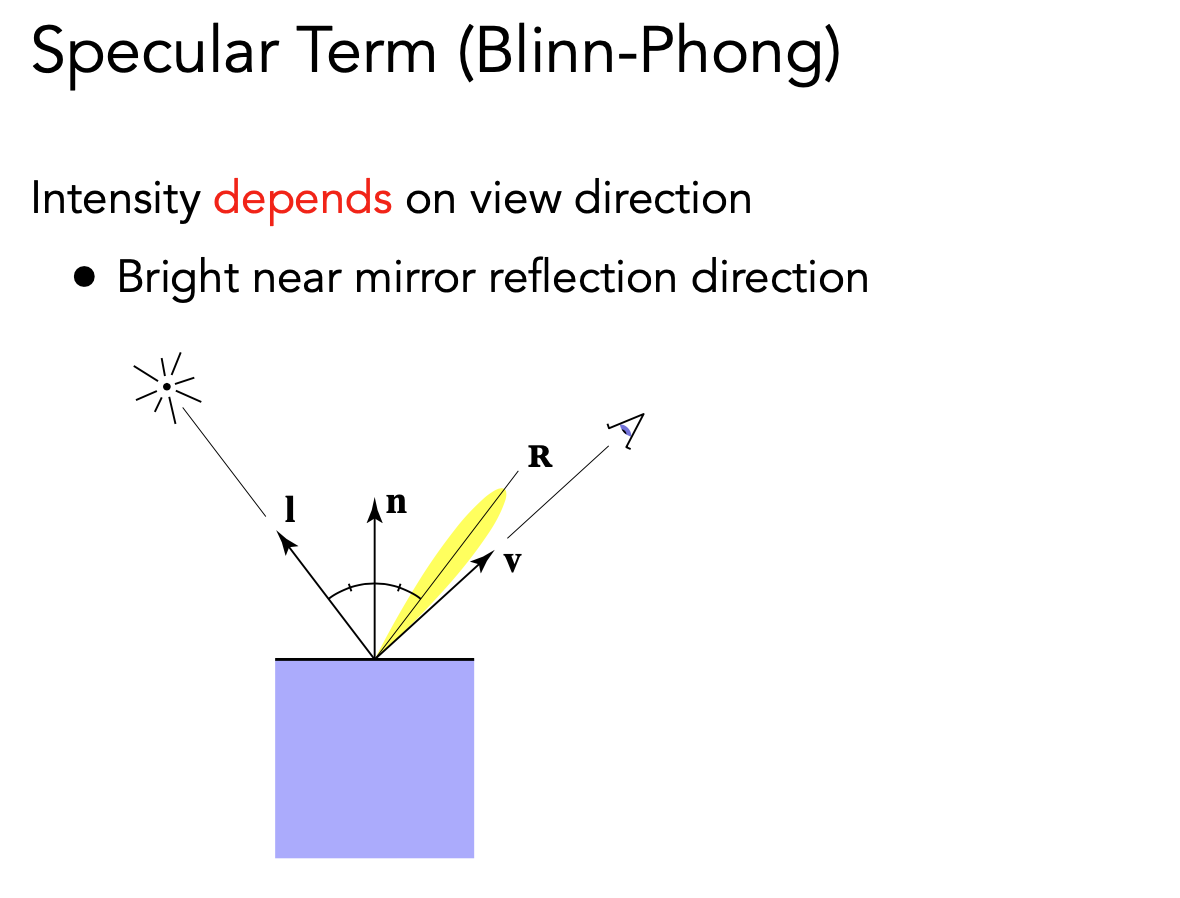 Specular Term (Blinn-Phong)
Intensity depends on view direction
• Bright near mirror reflection direction
R
l
n
v